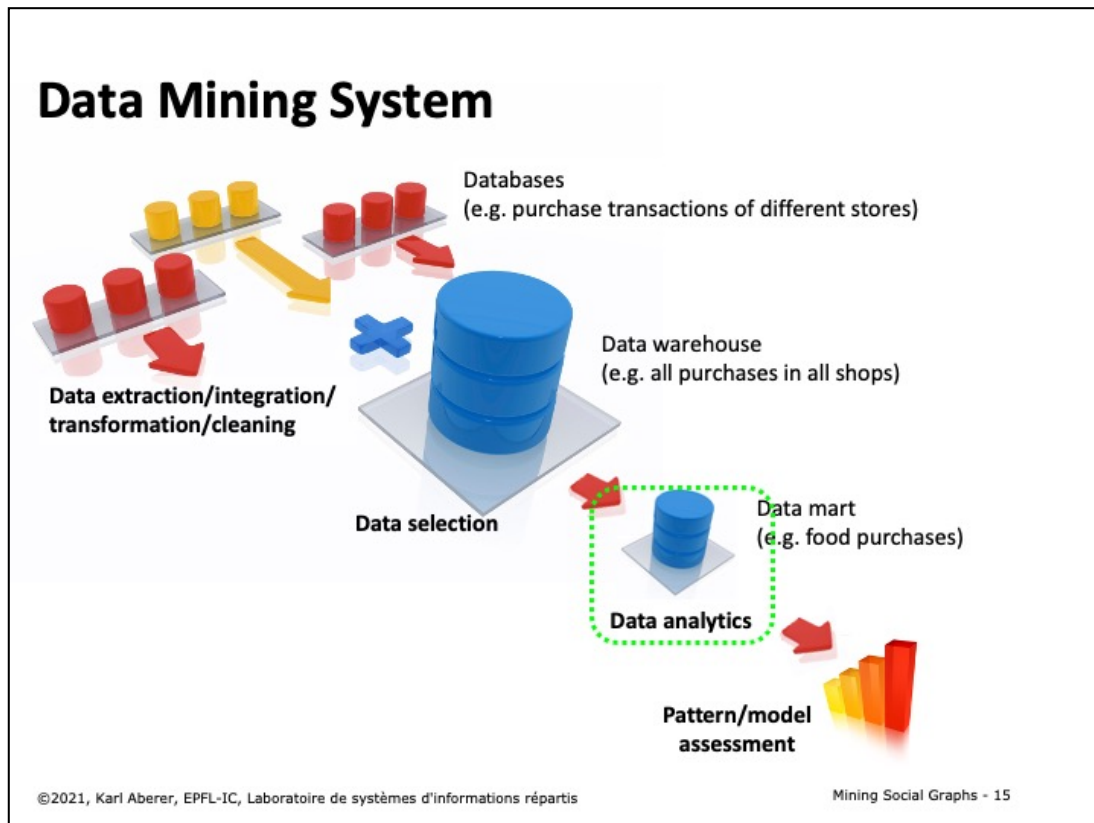 Data Mining System
Databases
(e.g. purchase transactions of different stores)
Data warehouse
(e.g. all purchases in all shops)
Data extraction/integration/
transformation/cleaning
Data selection
Data mart
(e.g. food purchases)
Data analytics
Pattern/model
assessment
©2021, Karl Aberer, EPFL-IC, Laboratoire de systèmes d'informations répartis
Mining Social Graphs - 15